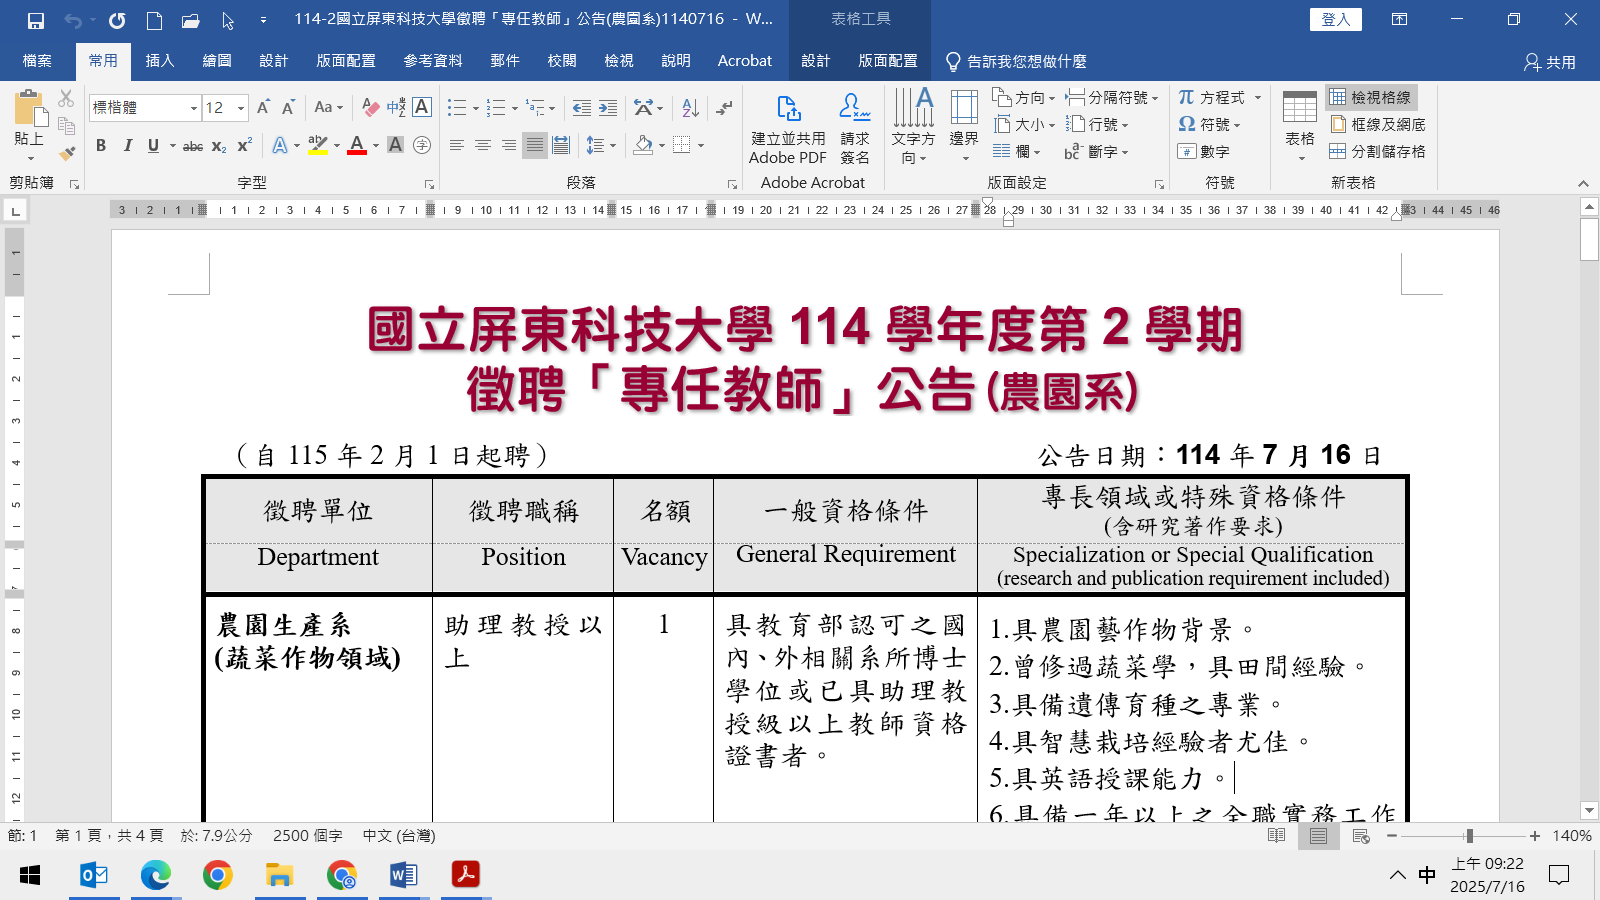 114-2國立屏東科技大學徵聘「專任教師」公告(農園系)1140716 - W...
表格工具
登入
檔案 常用 插入 繪圖 設計 版面配置 參考資料 郵件 校閱 檢視 說明 Acrobat 設計 版面配置 告訴我您想做什麼 共用
標楷體 12
貼上
建立並共用 Adobe PDF
請求簽名
文字方向
邊界
方向 分隔符號
大小 行號
欄 斷字
方程式
符號
數字
表格
檢視格線
框線及網底
分割儲存格
剪貼簿 字型 段落 Adobe Acrobat 版面設定 符號 新表格
國立屏東科技大學 114 學年度第 2 學期
徵聘「專任教師」公告(農園系)
（自 115 年 2 月 1 日起聘） 公告日期：114 年 7 月 16 日
徵聘單位 徵聘職稱 名額 一般資格條件 專長領域或特殊資格條件
(含研究著作要求)
Department Position Vacancy General Requirement Specialization or Special Qualification
(research and publication requirement included)
農園生產系
(蔬菜作物領域)
助理教授以
上
1
具教育部認可之國
內、外相關系所博士
學位或已具助理教
授級以上教師資格
證書者。
1.具農園藝作物背景。
2.曾修過蔬菜學，具田間經驗。
3.具備遺傳育種之專業。
4.具智慧栽培經驗者尤佳。
5.具英語授課能力。
6.具備一年以上之全職實務工作
節: 1 第 1 頁，共 4 頁 於: 7.9公分 2500 個字 中文 (台灣) 140%
中
上午 09:22
2025/7/16